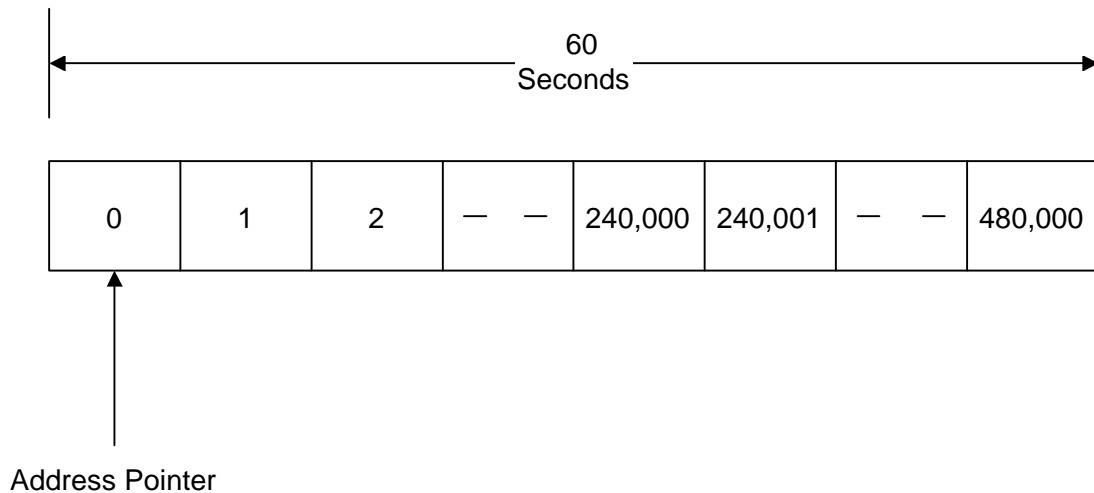 60
Seconds
0 1 2 — — 240,000 240,001 — — 480,000
Address Pointer